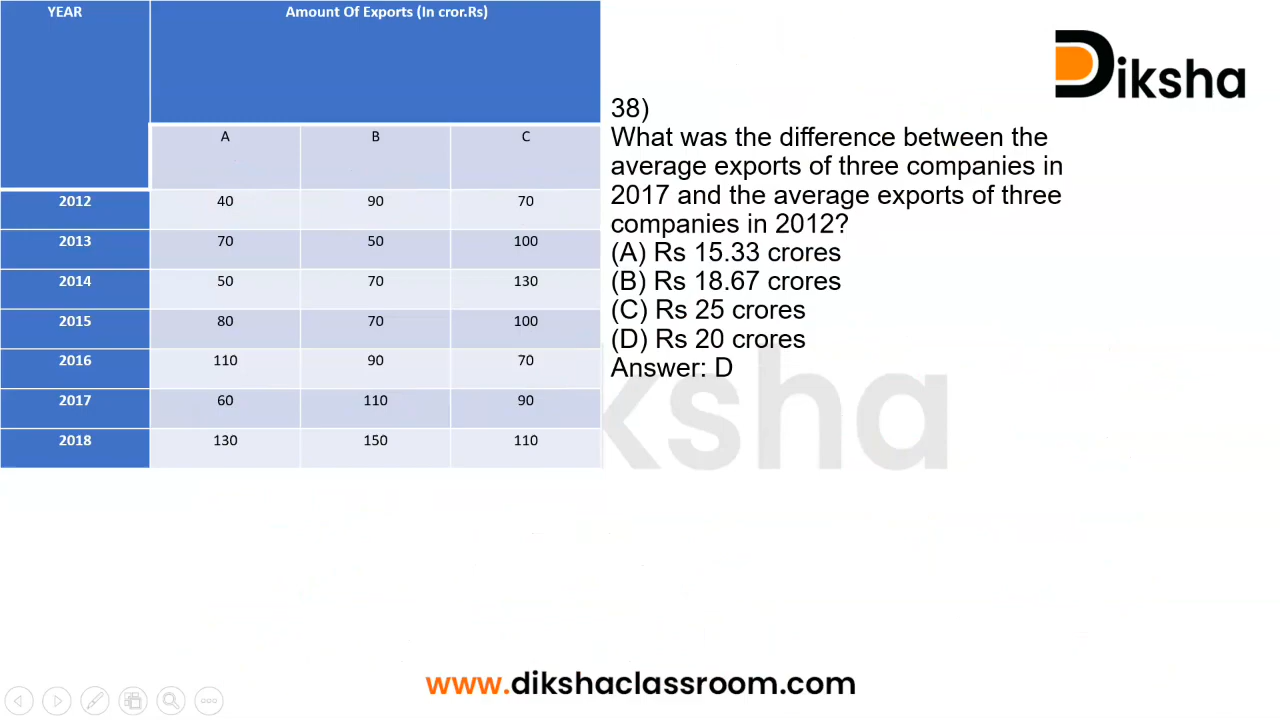 YEAR Amount Of Exports (In cror.Rs)
A B C
2012 40 90 70
2013 70 50 100
2014 50 70 130
2015 80 70 100
2016 110 90 70
2017 60 110 90
2018 130 150 110
Diksha
38)
What was the difference between the
average exports of three companies in
2017 and the average exports of three
companies in 2012?
(A) Rs 15.33 crores
(B) Rs 18.67 crores
(C) Rs 25 crores
(D) Rs 20 crores
Answer: D
ksha
www.dikshaclassroom.com